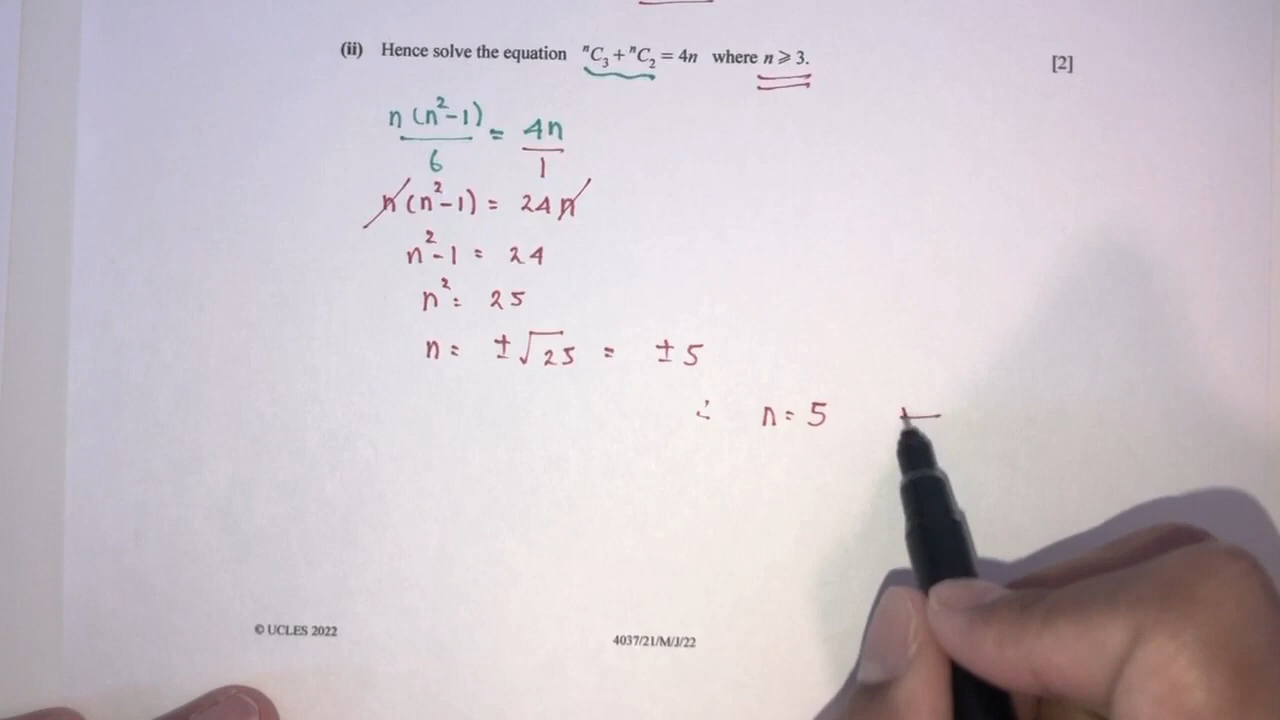 (ii) Hence solve the equation ⁿC₃ + ⁿC₂ = 4n where n ⩾ 3. [2]
n(n²-1)/6 = 4n/1
n(n²-1) = 24n
n²-1 = 24
n² = 25
n = ±√25 = ±5
∴ n = 5
© UCLES 2022
4037/21/M/J/22